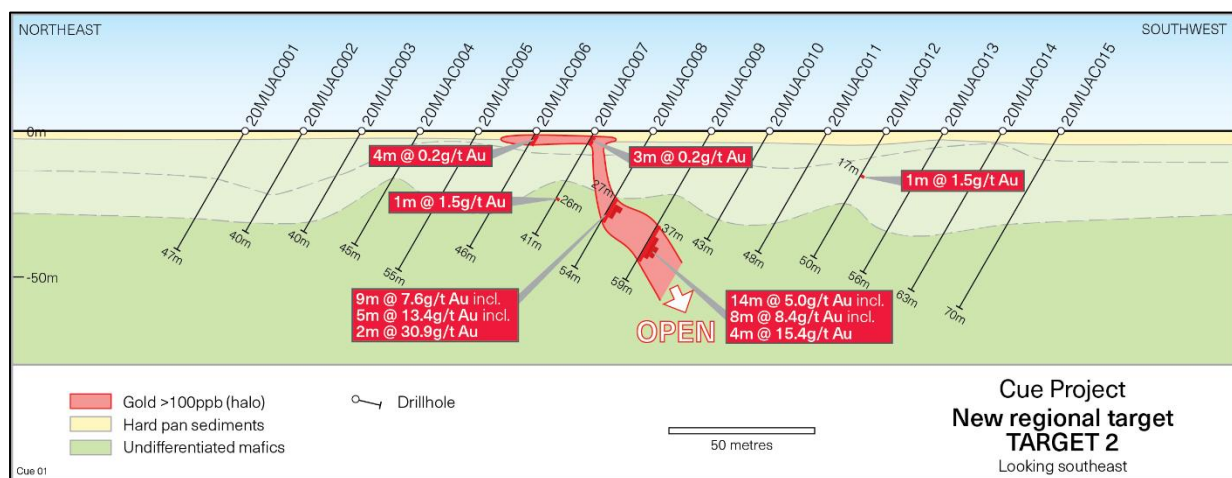 NORTHEAST
SOUTHWEST
20MUAC001
20MUAC002
20MUAC003
20MUAC004
20MUAC005
20MUAC006
20MUAC007
20MUAC008
20MUAC009
20MUAC010
20MUAC011
20MUAC012
20MUAC013
20MUAC014
20MUAC015
0m
4m @ 0.2g/t Au
3m @ 0.2g/t Au
17m
1m @ 1.5g/t Au
1m @ 1.5g/t Au
26m
27m
37m
47m
40m
40m
45m
55m
46m
41m
54m
59m
43m
48m
50m
56m
63m
70m
-50m
9m @ 7.6g/t Au incl.
5m @ 13.4g/t Au incl.
2m @ 30.9g/t Au
14m @ 5.0g/t Au incl.
8m @ 8.4g/t Au incl.
4m @ 15.4g/t Au
OPEN
Gold >100ppb (halo)
Hard pan sediments
Undifferentiated mafics
Drillhole
50 metres
Cue Project
New regional target
TARGET 2
Looking southeast
Cue 01